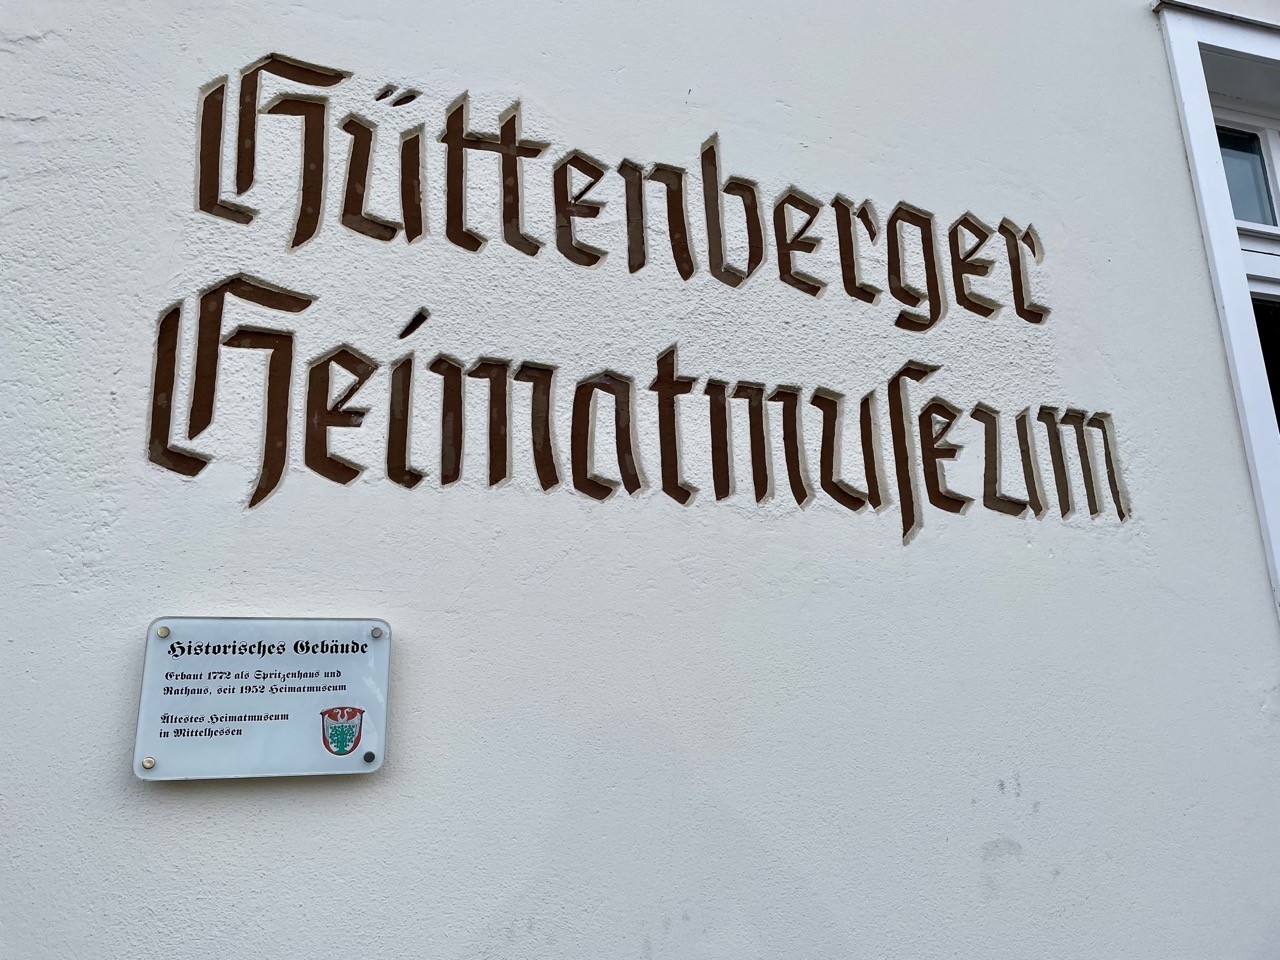 Hüttenberger
Heimatmuſeum
Historisches Gebäude
Erbaut 1772 als Spritzenhaus und
Rathaus, seit 1952 Heimatmuseum
Ältestes Heimatmuseum
in Mittelhessen